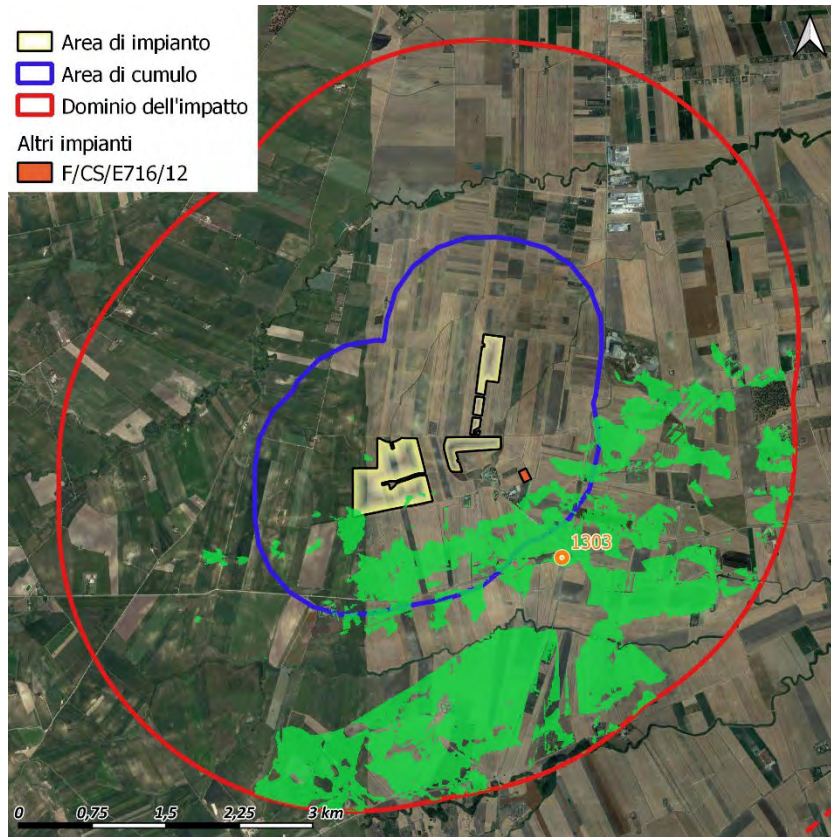 Area di impianto
Area di cumulo
Dominio dell'impatto
Altri impianti
F/CS/E716/12
1303
0 0,75 1,5 2,25 3 km